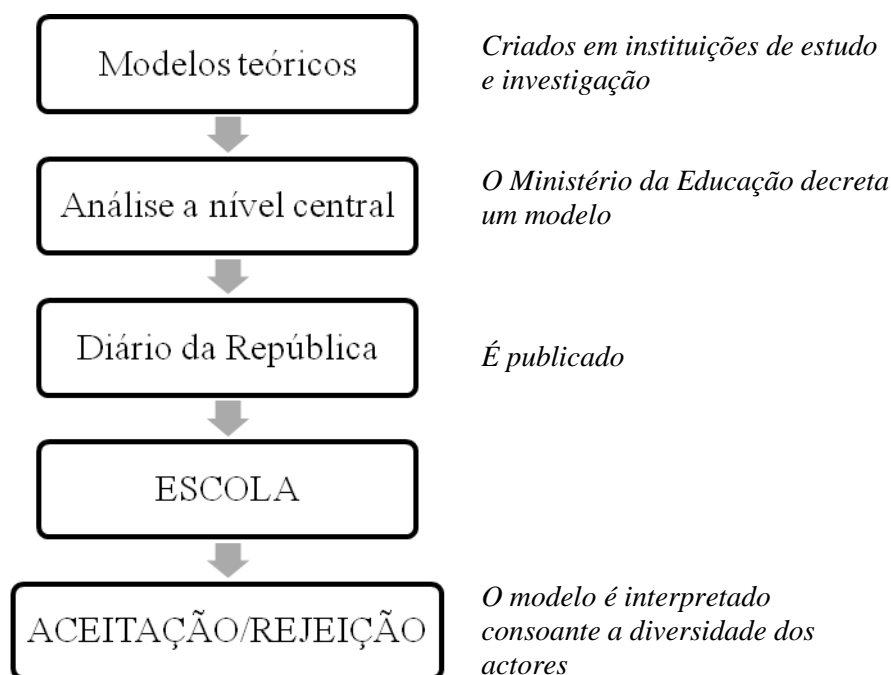 Modelos teóricos
Criados em instituições de estudo
e investigação
Análise a nível central
O Ministério da Educação decreta
um modelo
Diário da República
É publicado
ESCOLA
ACEITAÇÃO/REJEIÇÃO
O modelo é interpretado
consoante a diversidade dos
actores